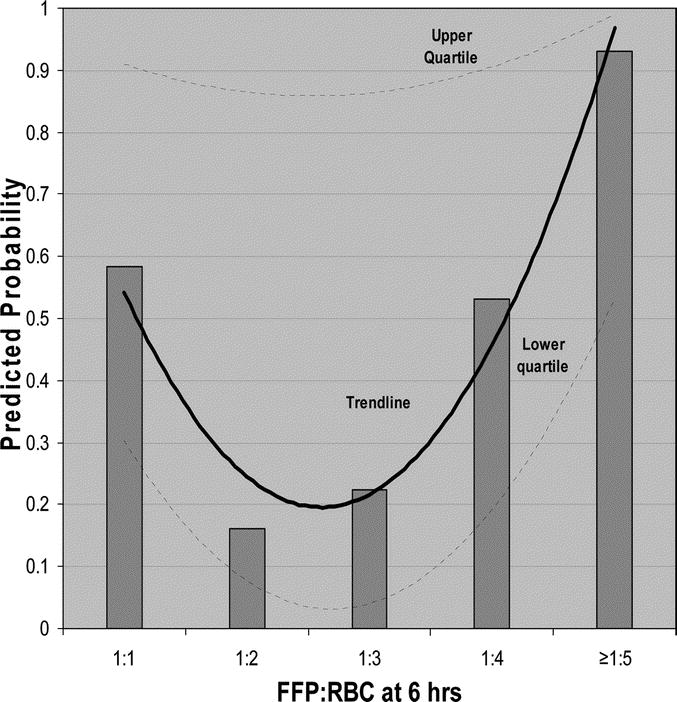 1
0.9
0.8
0.7
0.6
0.5
0.4
0.3
0.2
0.1
0
Predicted Probability
Upper
Quartile
Trendline
Lower
quartile
1:1 1:2 1:3 1:4 ≥1:5
FFP:RBC at 6 hrs